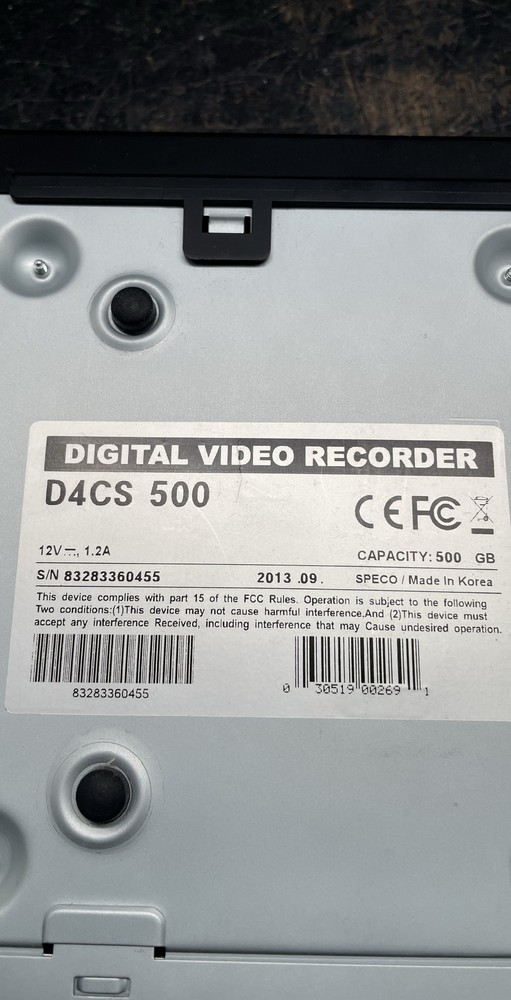 DIGITAL VIDEO RECORDER
D4CS 500
CE FC
12V⎓, 1.2A CAPACITY: 500 GB
S/N 83283360455 2013 .09. SPECO / Made In Korea
This device complies with part 15 of the FCC Rules. Operation is subject to the following
Two conditions:(1)This device may not cause harmful interference.And (2)This device must
accept any interference Received, including interference that may Cause undesired operation.
83283360455 0 30519 00269 1